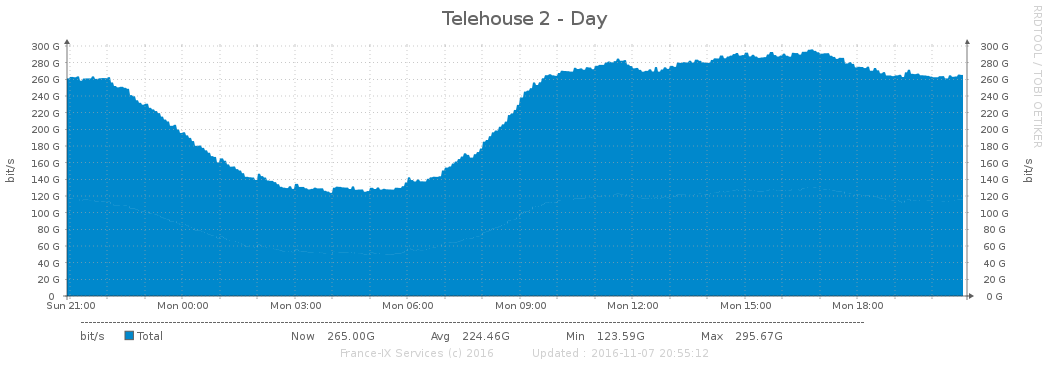 Telehouse 2 - Day
RRDTOOL / TOBI OETIKER
bit/s
300 G 300 G
280 G 280 G
260 G 260 G
240 G 240 G
220 G 220 G
200 G 200 G
180 G 180 G
160 G 160 G
140 G 140 G
120 G 120 G
100 G 100 G
80 G 80 G
60 G 60 G
40 G 40 G
20 G 20 G
0 0 G
bit/s
Sun 21:00 Mon 00:00 Mon 03:00 Mon 06:00 Mon 09:00 Mon 12:00 Mon 15:00 Mon 18:00
bit/s Total Now 265.00G Avg 224.46G Min 123.59G Max 295.67G
France-IX Services (c) 2016 Updated : 2016-11-07 20:55:12